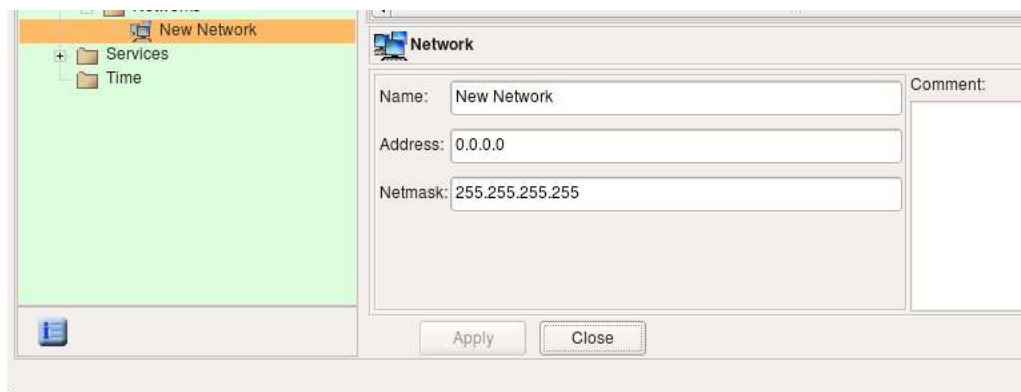 New Network
Services
Time
Network
Name:
New Network
Comment:
Address:
0.0.0.0
Netmask:
255.255.255.255
Apply
Close